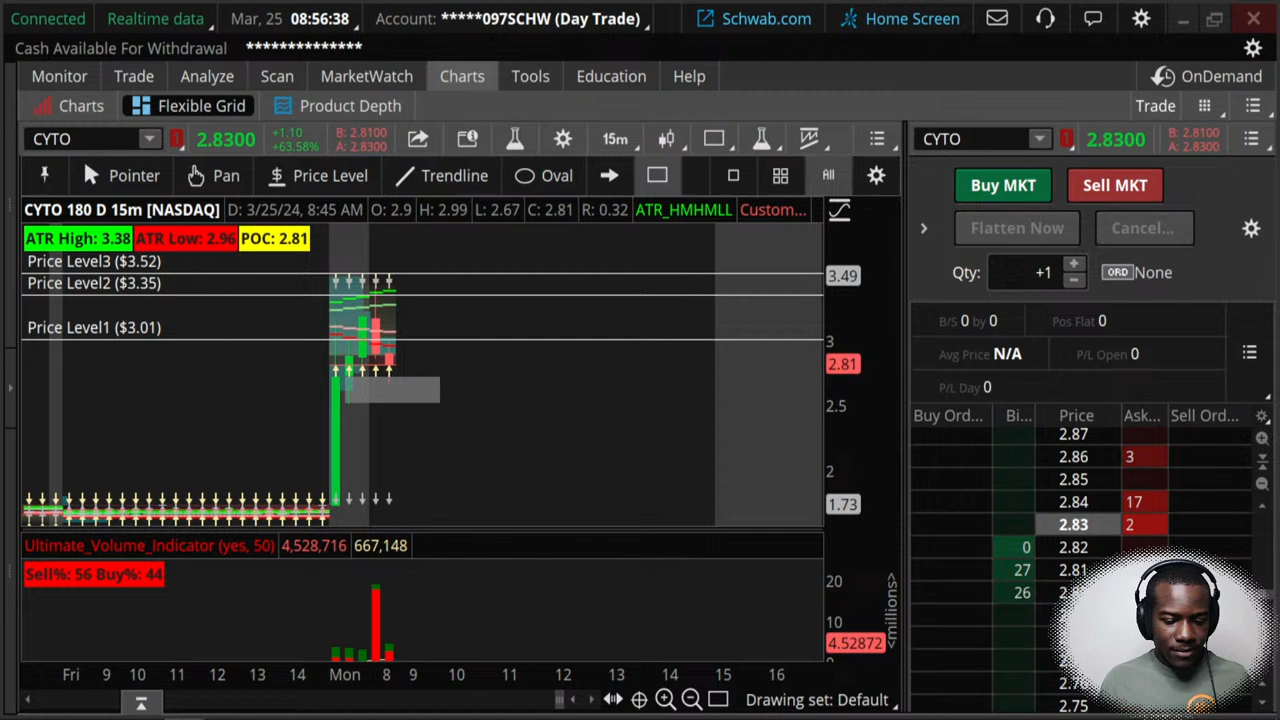 Connected Realtime data Mar, 25 08:56:38 Account: *****097SCHW (Day Trade) Schwab.com Home Screen
Cash Available For Withdrawal **************
Monitor Trade Analyze Scan MarketWatch Charts Tools Education Help OnDemand
Charts Flexible Grid Product Depth Trade
CYTO 1 2.8300 +1.10 +63.58% B: 2.8100 A: 2.8300 15m
CYTO 1 2.8300 B: 2.8100 A: 2.8300
Pointer Pan $ Price Level Trendline Oval All
Buy MKT Sell MKT
CYTO 180 D 15m [NASDAQ] D: 3/25/24, 8:45 AM O: 2.9 H: 2.99 L: 2.67 C: 2.81 R: 0.32 ATR_HMHMLL Custom...
Flatten Now Cancel...
ATR High: 3.38 ATR Low: 2.96 POC: 2.81
Price Level3 ($3.52)
Price Level2 ($3.35)
Price Level1 ($3.01)
3.49
3
2.81
2.5
2
1.73
Qty: +1 ORD None
B/S 0 by 0 Pos Flat 0
Avg Price N/A P/L Open 0
P/L Day 0
Buy Ord... Bi... Price Ask... Sell Ord...
2.87
2.86 3
2.85
2.84 17
2.83 2
0 2.82
27 2.81
26
2.75
Ultimate_Volume_Indicator (yes, 50) 4,528,716 667,148
Sell%: 56 Buy%: 44
20
10
4.52872
<millions>
Fri 9 10 11 12 13 14 Mon 8 9 10 11 12 13 14 15 16
Drawing set: Default